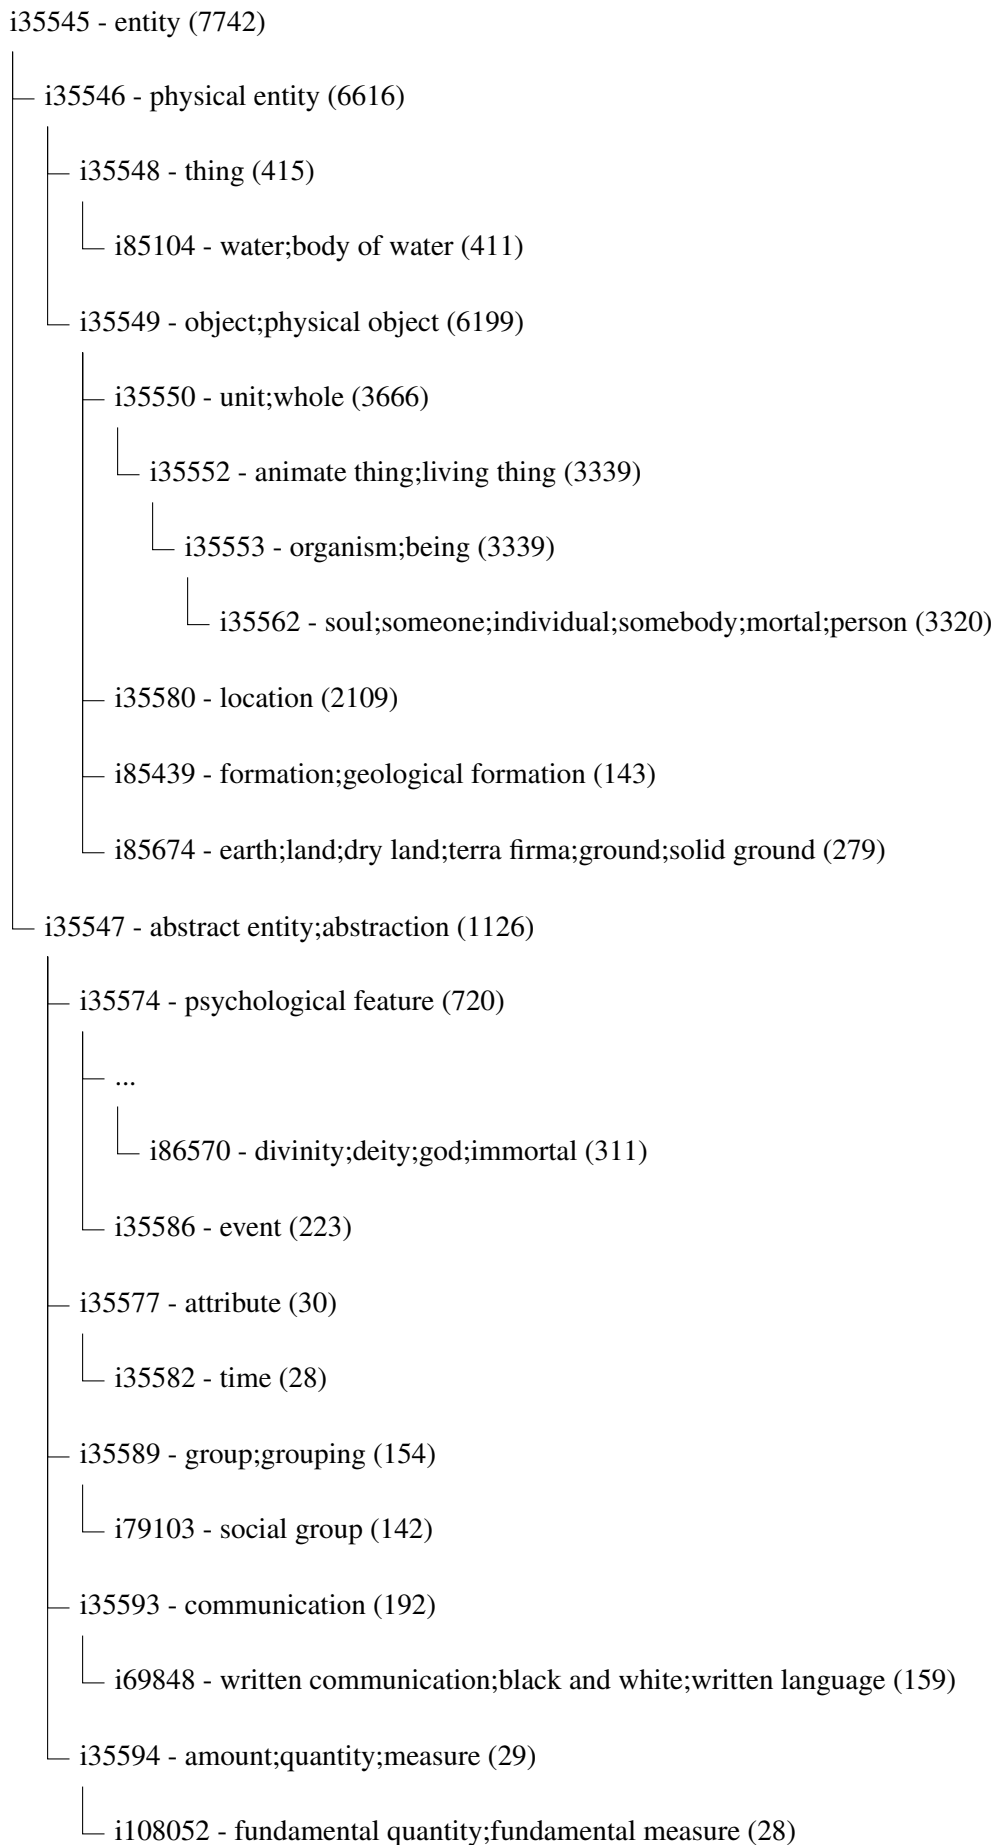 i35545 - entity (7742)
i35546 - physical entity (6616)
i35548 - thing (415)
i85104 - water;body of water (411)
i35549 - object;physical object (6199)
i35550 - unit;whole (3666)
i35552 - animate thing;living thing (3339)
i35553 - organism;being (3339)
i35562 - soul;someone;individual;somebody;mortal;person (3320)
i35580 - location (2109)
i85439 - formation;geological formation (143)
i85674 - earth;land;dry land;terra firma;ground;solid ground (279)
i35547 - abstract entity;abstraction (1126)
i35574 - psychological feature (720)
...
i86570 - divinity;deity;god;immortal (311)
i35586 - event (223)
i35577 - attribute (30)
i35582 - time (28)
i35589 - group;grouping (154)
i79103 - social group (142)
i35593 - communication (192)
i69848 - written communication;black and white;written language (159)
i35594 - amount;quantity;measure (29)
i108052 - fundamental quantity;fundamental measure (28)